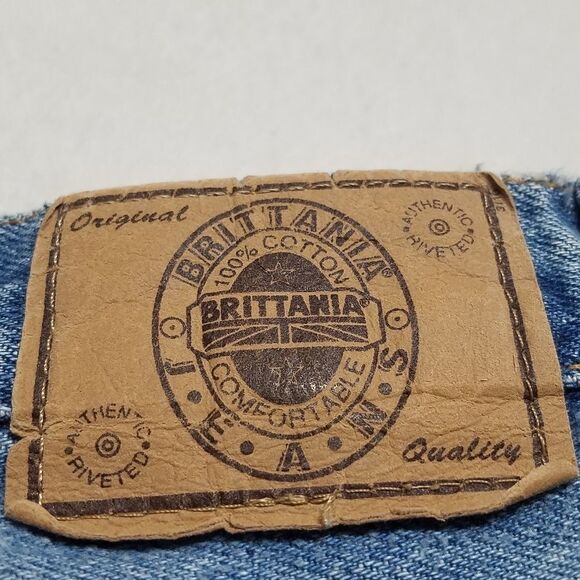 Original
AUTHENTIC
RIVETED
BRITTANIA®
100% COTTON
BRITTANIA®
COMFORTABLE
J•E•A•N•S
AUTHENTIC
RIVETED
Quality